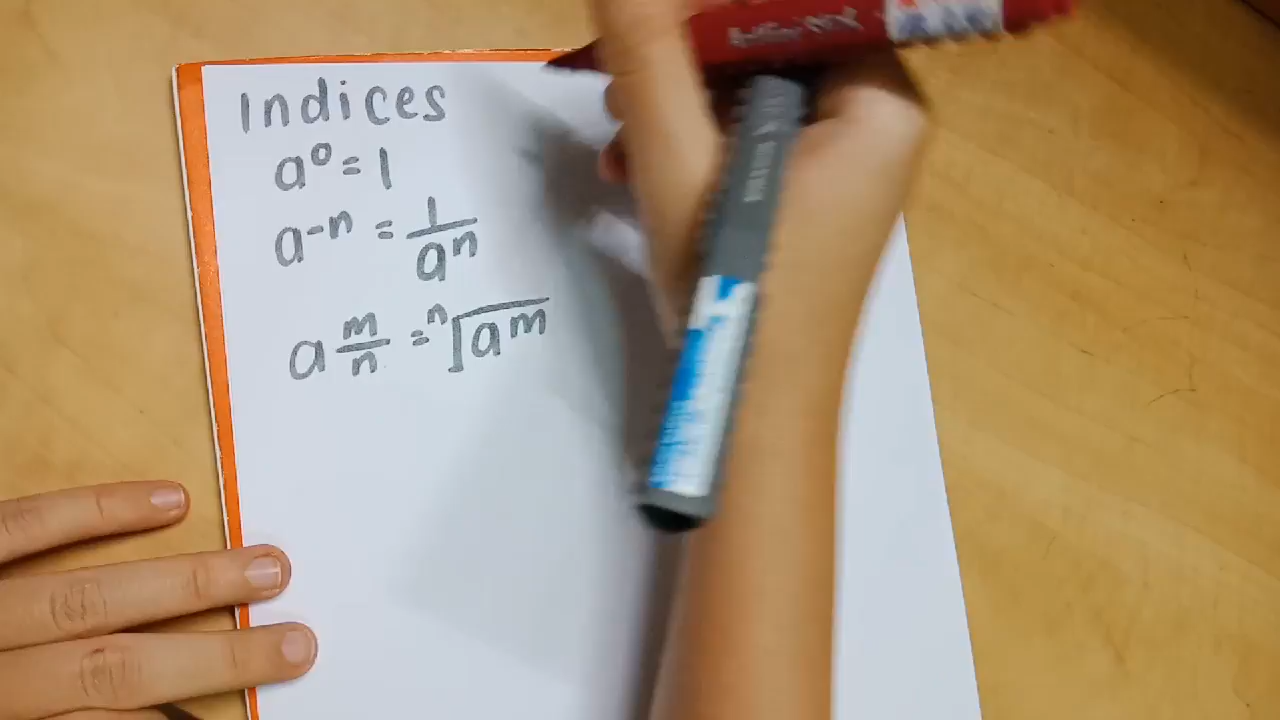 Indices
a⁰ = 1
a⁻ⁿ = 1/aⁿ
a m/n = ⁿ√aᵐ